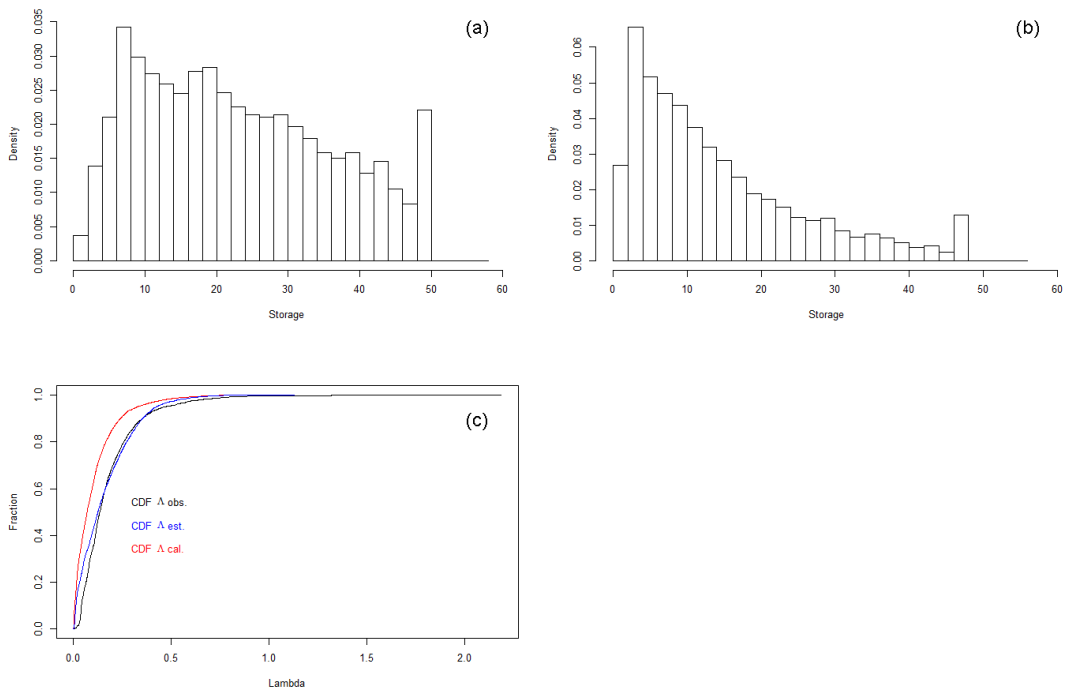 (a)
Density
0.000 0.005 0.010 0.015 0.020 0.025 0.030 0.035
0 10 20 30 40 50 60
Storage
(b)
Density
0.00 0.01 0.02 0.03 0.04 0.05 0.06
0 10 20 30 40 50 60
Storage
(c)
Fraction
0.0 0.2 0.4 0.6 0.8 1.0
CDF Λ obs.
CDF Λ est.
CDF Λ cal.
0.0 0.5 1.0 1.5 2.0
Lambda